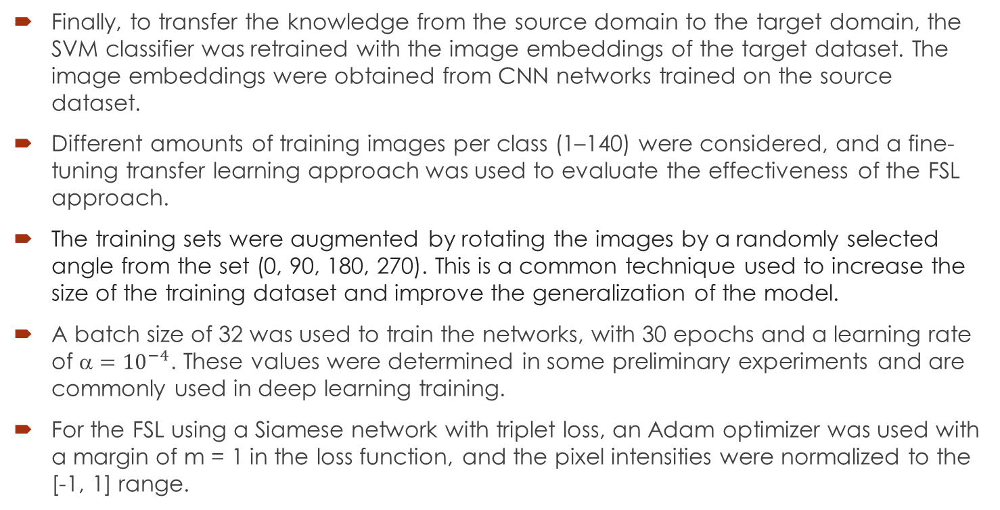 Finally, to transfer the knowledge from the source domain to the target domain, the
SVM classifier was retrained with the image embeddings of the target dataset. The
image embeddings were obtained from CNN networks trained on the source
dataset.
Different amounts of training images per class (1–140) were considered, and a fine-
tuning transfer learning approach was used to evaluate the effectiveness of the FSL
approach.
The training sets were augmented by rotating the images by a randomly selected
angle from the set (0, 90, 180, 270). This is a common technique used to increase the
size of the training dataset and improve the generalization of the model.
A batch size of 32 was used to train the networks, with 30 epochs and a learning rate
of α = 10⁻⁴. These values were determined in some preliminary experiments and are
commonly used in deep learning training.
For the FSL using a Siamese network with triplet loss, an Adam optimizer was used with
a margin of m = 1 in the loss function, and the pixel intensities were normalized to the
[-1, 1] range.